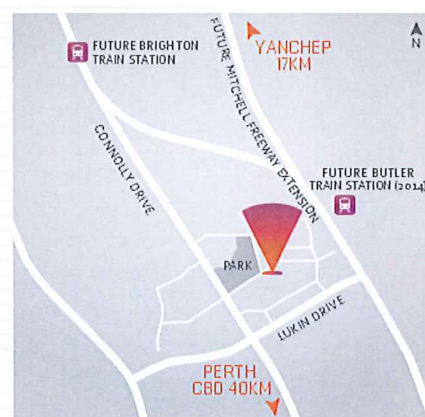 FUTURE BRIGHTON
TRAIN STATION
YANCHEP
17KM
N
FUTURE MITCHELL FREEWAY EXTENSION
CONNOLLY DRIVE
FUTURE BUTLER
TRAIN STATION (2014)
PARK
LUKIN DRIVE
PERTH
CBD 40KM